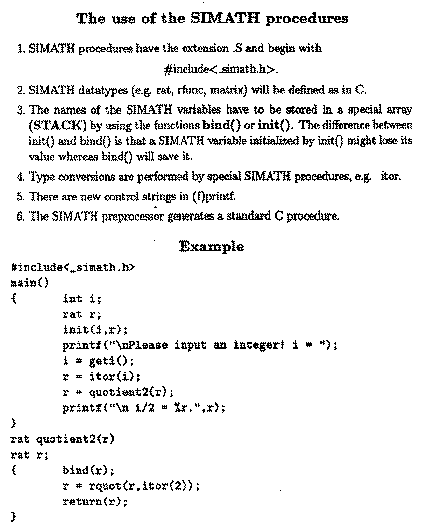 The use of the SIMATH procedures
1. SIMATH procedures have the extension .S and begin with
#include<_simath.h>.
2. SIMATH datatypes (e.g. rat, rfunc, matrix) will be defined as in C.
3. The names of the SIMATH variables have to be stored in a special array
(STACK) by using the functions bind() or init(). The difference between
init() and bind() is that a SIMATH variable initialized by init() might lose its
value whereas bind() will save it.
4. Type conversions are performed by special SIMATH procedures, e.g. itor.
5. There are new control strings in (f)printf.
6. The SIMATH preprocessor generates a standard C procedure.
Example
#include<_simath.h>
main()
{ int i;
rat r;
init(i,r);
printf("\nPlease input an integer! i = ");
i = geti();
r = itor(i);
r = quotient2(r);
printf("\n i/2 = %r.",r);
}
rat quotient2(r)
rat r;
{ bind(r);
r = rquot(r,itor(2));
return(r);
}